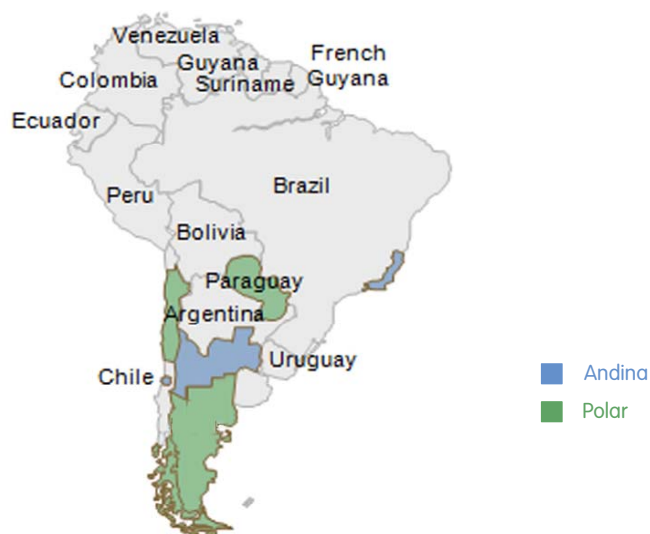 Venezuela
Guyana
French
Guyana
Colombia
Suriname
Ecuador
Peru
Brazil
Bolivia
Paraguay
Argentina
Uruguay
Chile
Andina
Polar